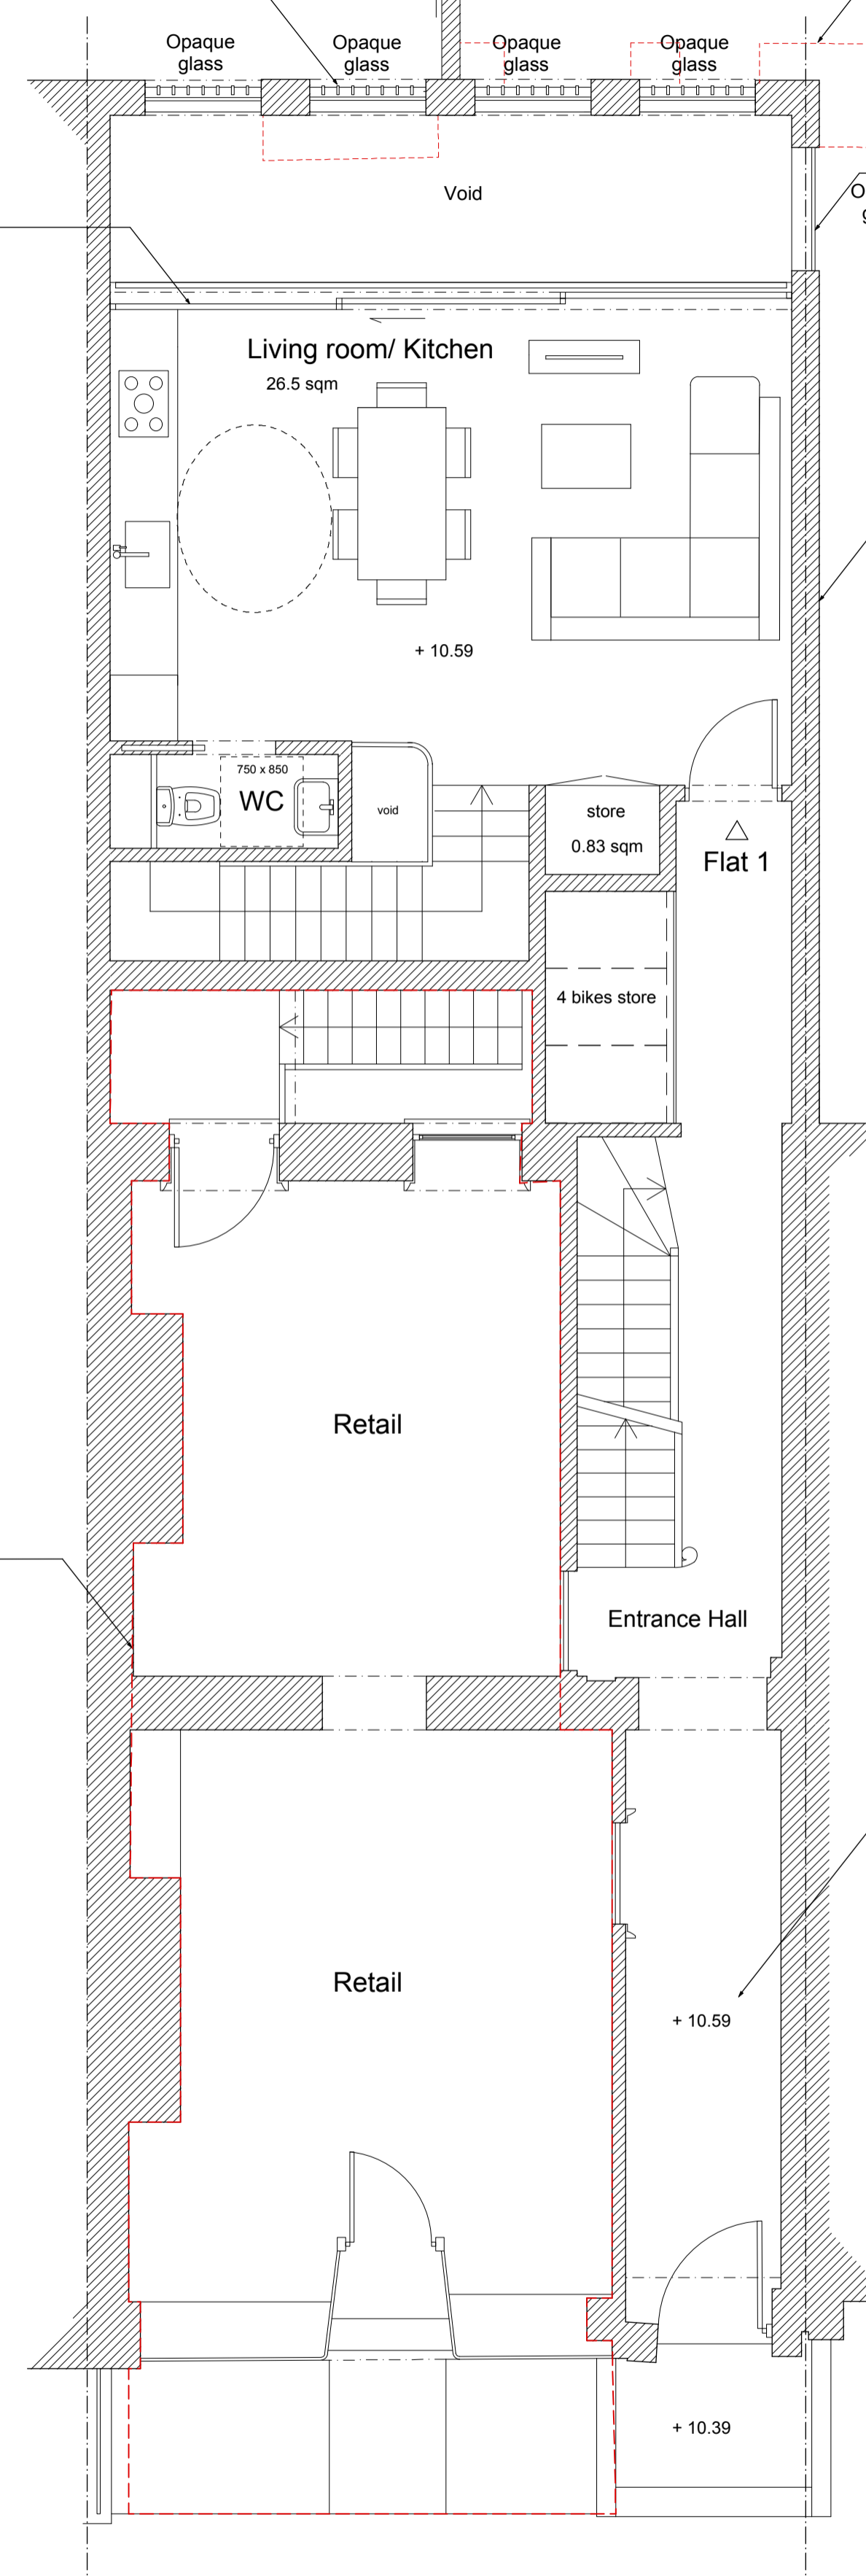 Opaque
glass
Opaque
glass
Opaque
glass
Opaque
glass
Void
Living room/ Kitchen
26.5 sqm
+ 10.59
750 x 850
WC
void
store
0.83 sqm
Flat 1
4 bikes store
Retail
Entrance Hall
Retail
+ 10.59
+ 10.39